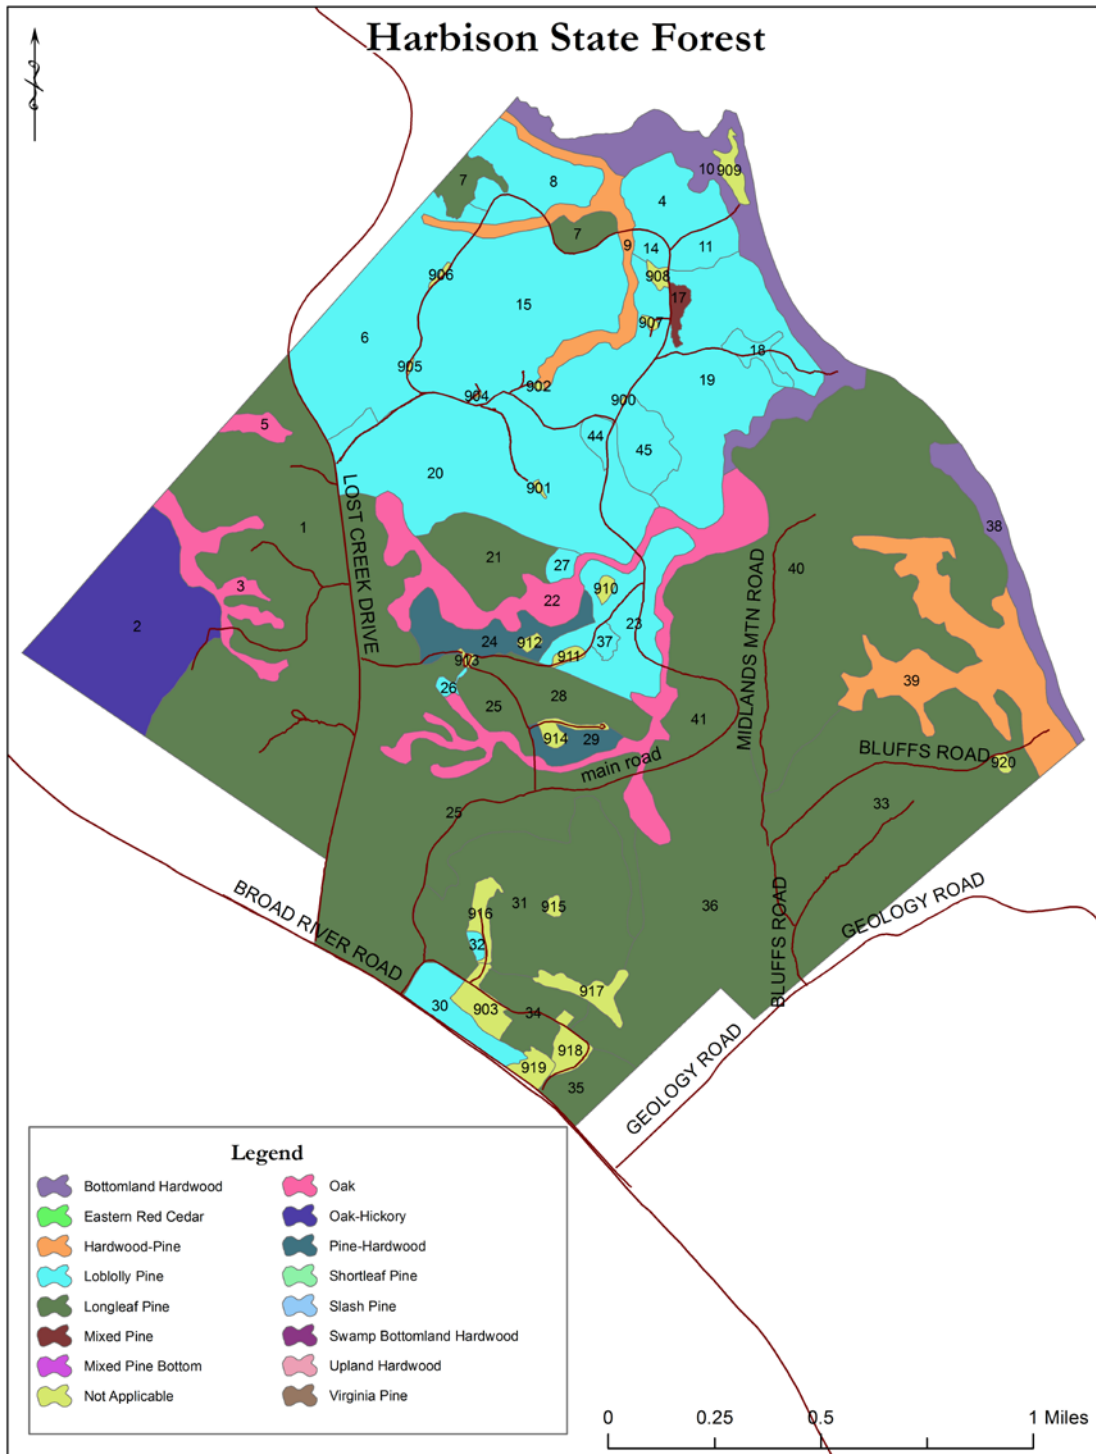 Harbison State Forest
10
909
7
8
4
7
9
14
11
906
908
15
17
907
6
18
905
19
902
904
900
5
44
45
20
901
LOST CREEK DRIVE
38
1
21
40
27
MIDLANDS MTN ROAD
3
910
22
23
2
24
912
37
911
913
26
39
28
25
41
914
29
BLUFFS ROAD
main road
920
25
33
BROAD RIVER ROAD
31
915
36
BLUFFS ROAD
GEOLOGY ROAD
916
32
917
30
903
34
918
919
35
GEOLOGY ROAD
Legend
Bottomland Hardwood
Eastern Red Cedar
Hardwood-Pine
Loblolly Pine
Longleaf Pine
Mixed Pine
Mixed Pine Bottom
Not Applicable
Oak
Oak-Hickory
Pine-Hardwood
Shortleaf Pine
Slash Pine
Swamp Bottomland Hardwood
Upland Hardwood
Virginia Pine
0 0.25 0.5 1 Miles